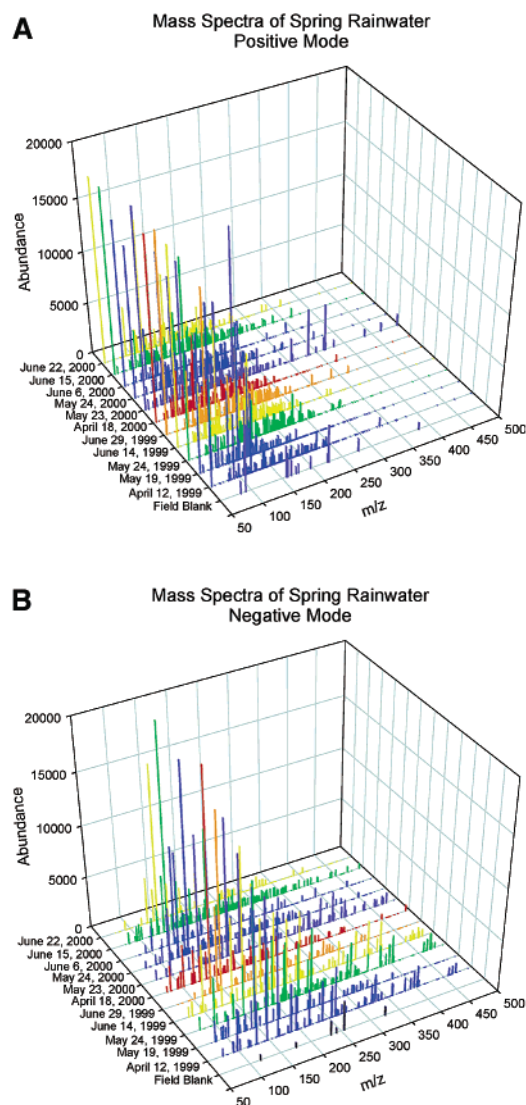 A
Mass Spectra of Spring Rainwater
Positive Mode
20000
15000
10000
5000
0
Abundance
June 22, 2000
June 15, 2000
June 6, 2000
May 24, 2000
May 23, 2000
April 18, 2000
June 29, 1999
June 14, 1999
May 24, 1999
May 19, 1999
April 12, 1999
Field Blank
50
100
150
200
250
300
350
400
450
500
m/z
B
Mass Spectra of Spring Rainwater
Negative Mode
20000
15000
10000
5000
0
Abundance
June 22, 2000
June 15, 2000
June 6, 2000
May 24, 2000
May 23, 2000
April 18, 2000
June 29, 1999
June 14, 1999
May 24, 1999
May 19, 1999
April 12, 1999
Field Blank
50
100
150
200
250
300
350
400
450
500
m/z